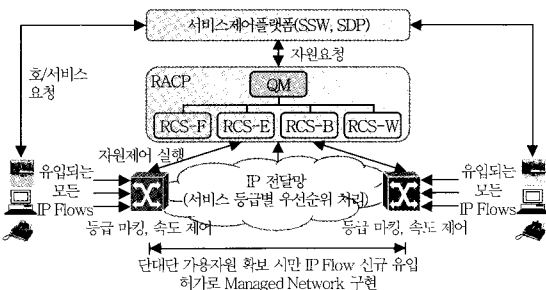 서비스제어플랫폼(SSW, SDP)
자원요청
호/서비스
요청
RACP
QM
RCS-F RCS-E RCS-B RCS-W
자원제어 실행
유입되는
모든
IP Flows
IP 전달망
(서비스 등급별 우선순위 처리)
유입되는
모든
IP Flows
등급 마킹, 속도 제어
등급 마킹, 속도 제어
단대단 가용자원 확보 시만 IP Flow 신규 유입
허가로 Managed Network 구현